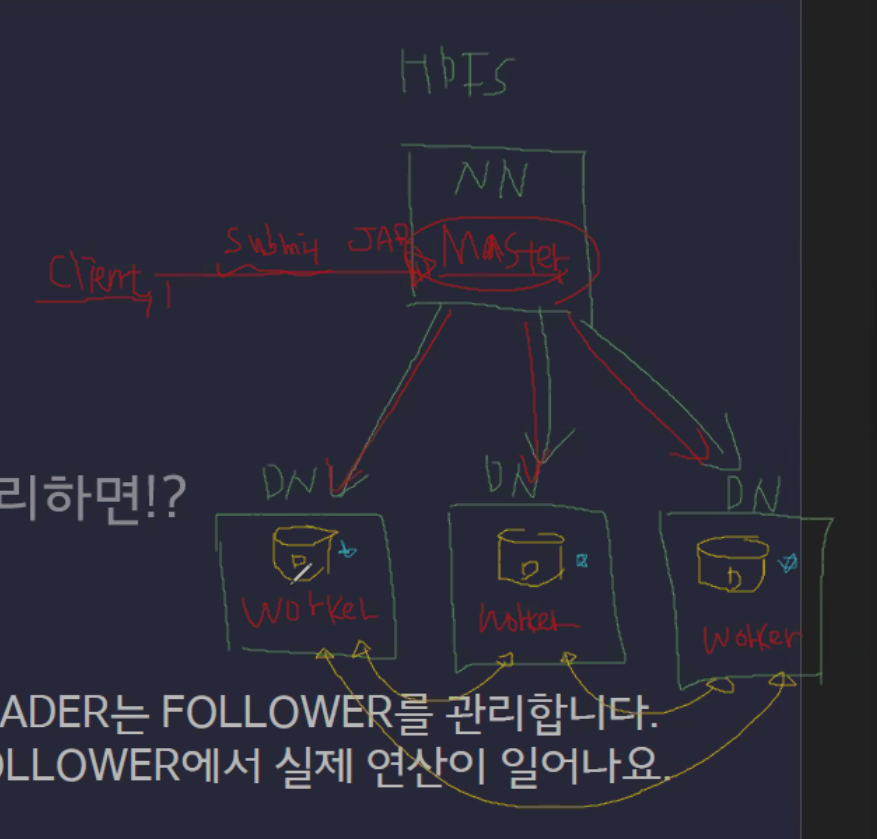 HDFS
NN
Client
Submit JAR
Master
리하면!?
DN
DN
DN
D
D
D
Worker
Worker
Worker
ADER는 FOLLOWER를 관리합니다.
OLLOWER에서 실제 연산이 일어나요.